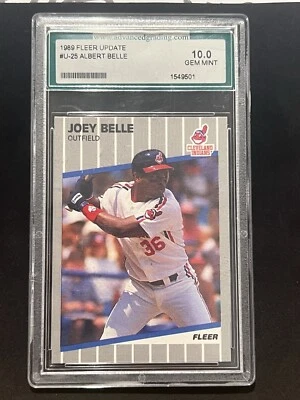 1989 FLEER UPDATE
#U-25 ALBERT BELLE
10.0
GEM MINT
1549501
JOEY BELLE
OUTFIELD
CLEVELAND
INDIANS
36
FLEER